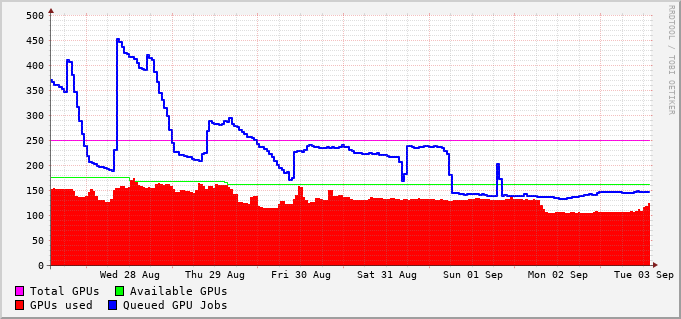 500
450
400
350
300
250
200
150
100
50
0
Wed 28 Aug Thu 29 Aug Fri 30 Aug Sat 31 Aug Sun 01 Sep Mon 02 Sep Tue 03 Sep
Total GPUs Available GPUs
GPUs used Queued GPU Jobs
RRDTOOL / TOBI OETIKER